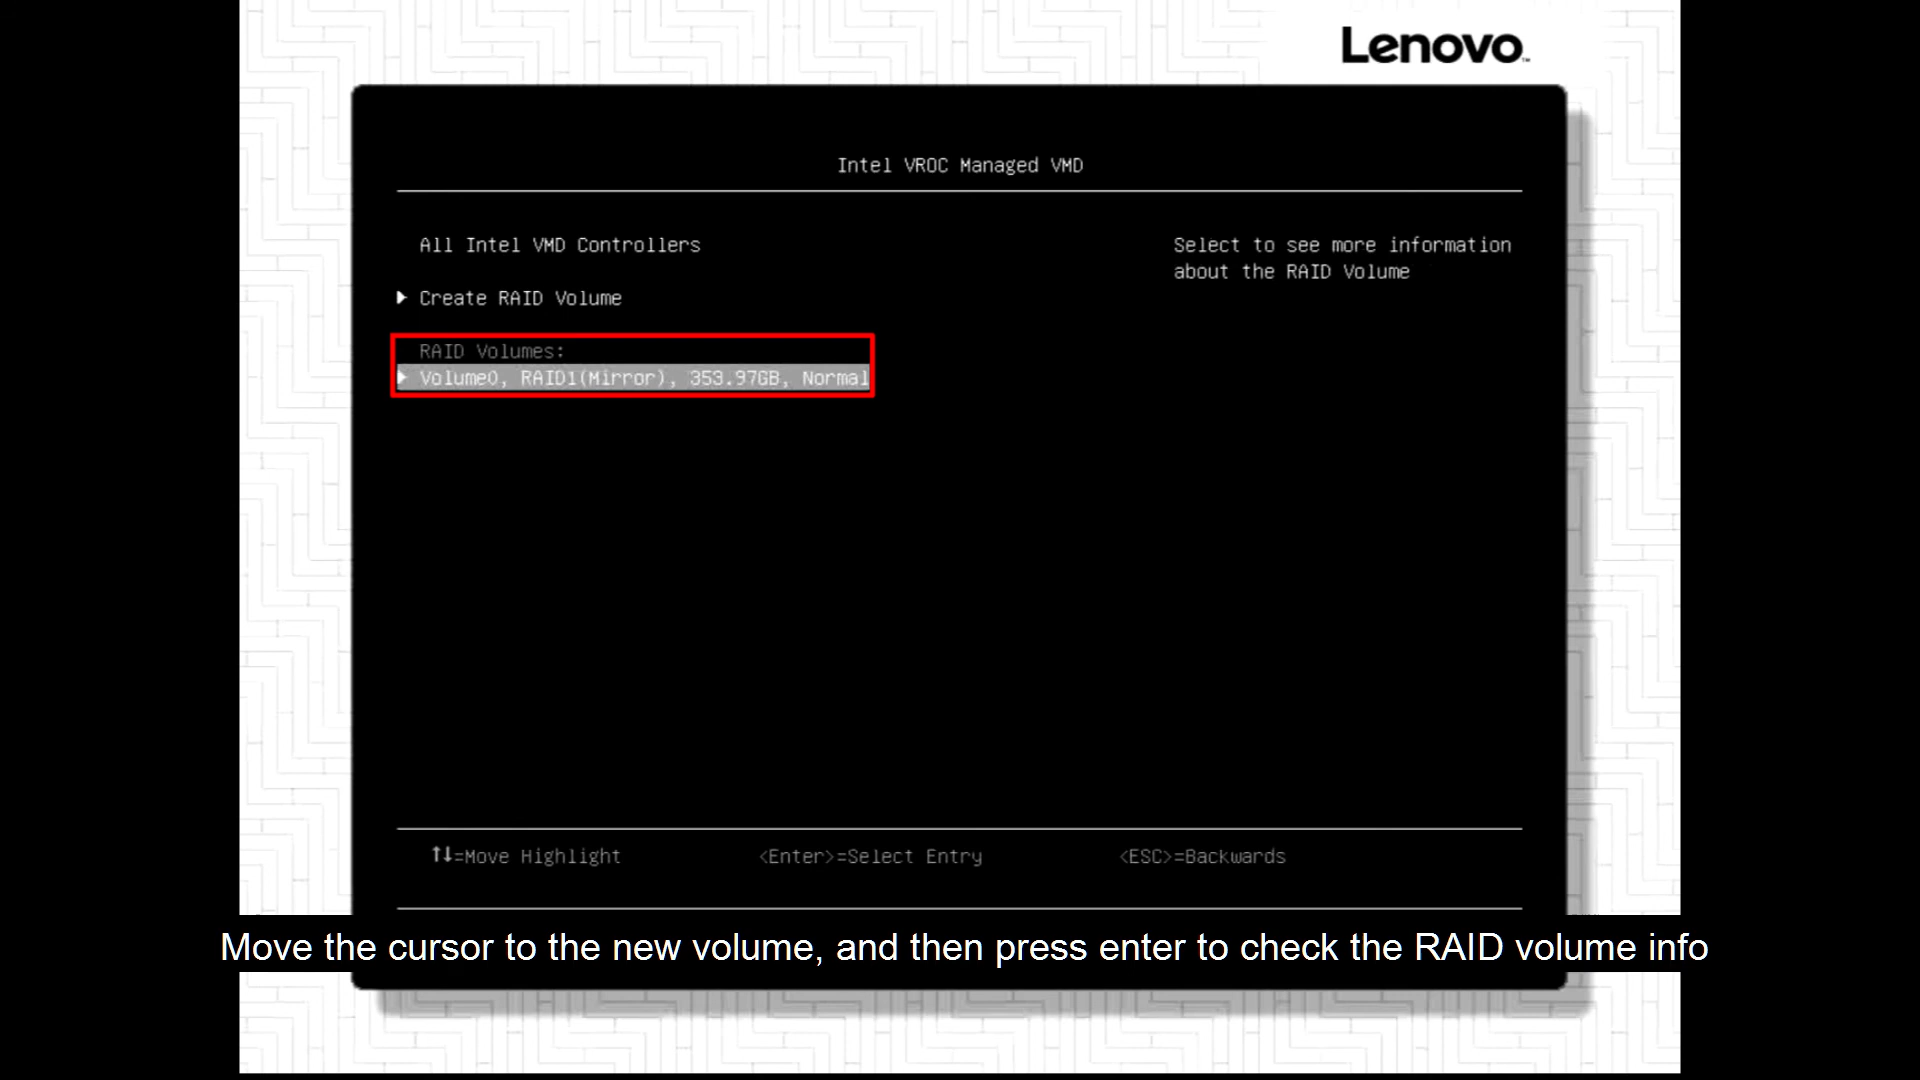 Lenovo™
Intel VROC Managed VMD
All Intel VMD Controllers
Select to see more information
about the RAID Volume
Create RAID Volume
RAID Volumes:
Volume0, RAID1(Mirror), 353.97GB, Normal
↑↓=Move Highlight
<Enter>=Select Entry
<ESC>=Backwards
Move the cursor to the new volume, and then press enter to check the RAID volume info